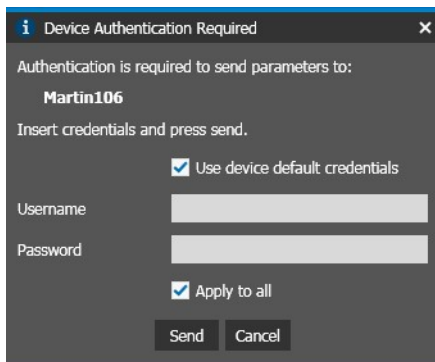 Device Authentication Required
Authentication is required to send parameters to:
Martin106
Insert credentials and press send.
Use device default credentials
Username
Password
Apply to all
Send Cancel